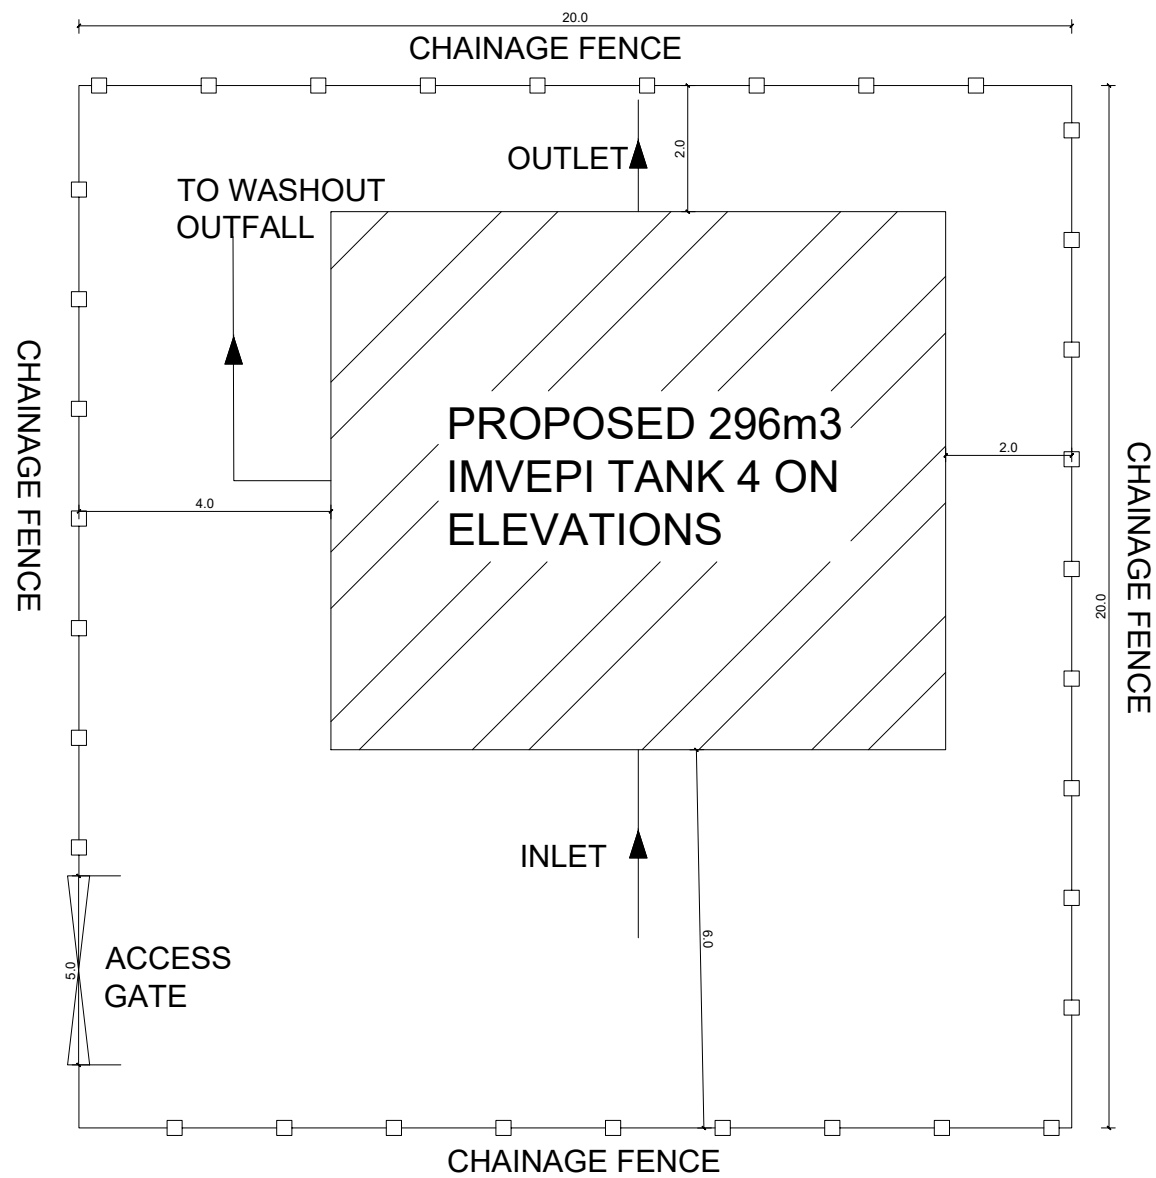 20.0
CHAINAGE FENCE
OUTLET
2.0
TO WASHOUT
OUTFALL
CHAINAGE FENCE
PROPOSED 296m3
IMVEPI TANK 4 ON
ELEVATIONS
2.0
4.0
CHAINAGE FENCE
20.0
INLET
6.0
ACCESS
GATE
5.0
CHAINAGE FENCE